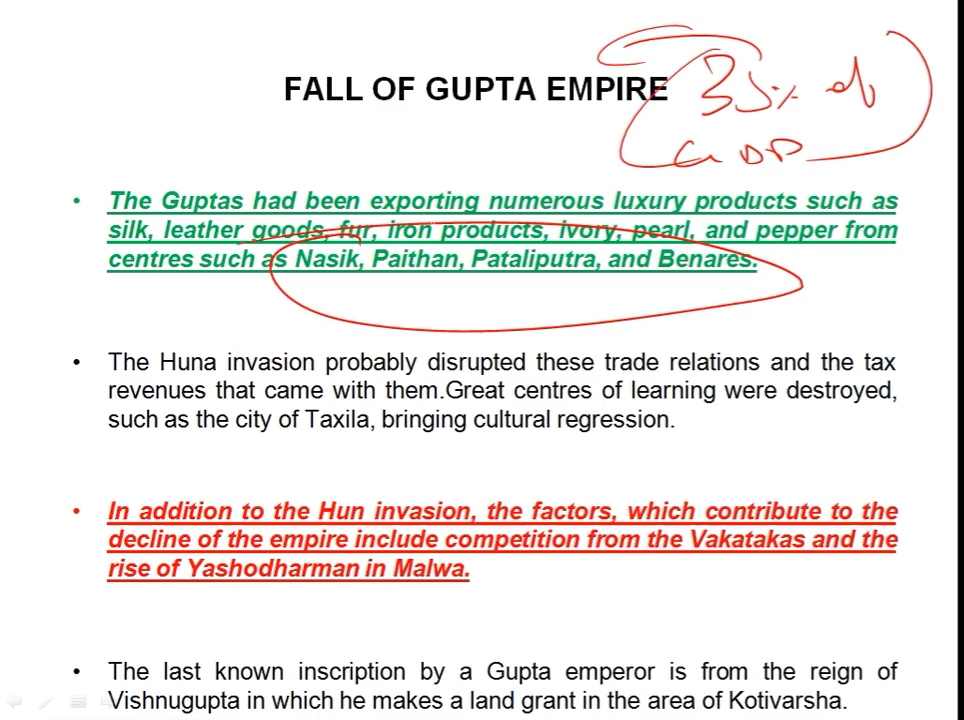 FALL OF GUPTA EMPIRE
35% of
GDP
• The Guptas had been exporting numerous luxury products such as
silk, leather goods, fur, iron products, ivory, pearl, and pepper from
centres such as Nasik, Paithan, Pataliputra, and Benares.
• The Huna invasion probably disrupted these trade relations and the tax
revenues that came with them.Great centres of learning were destroyed,
such as the city of Taxila, bringing cultural regression.
• In addition to the Hun invasion, the factors, which contribute to the
decline of the empire include competition from the Vakatakas and the
rise of Yashodharman in Malwa.
• The last known inscription by a Gupta emperor is from the reign of
Vishnugupta in which he makes a land grant in the area of Kotivarsha.